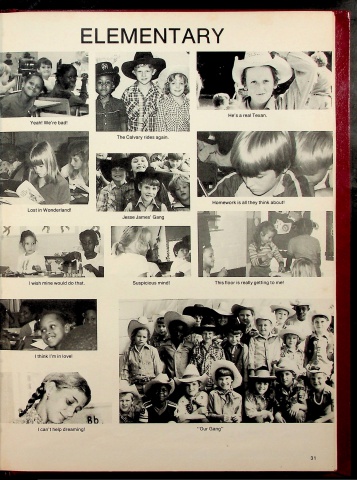 ELEMENTARY
Yeah! We're bad!
The Calvary rides again.
He's a real Texan.
Lost in Wonderland!
Jesse James' Gang
Homework is all they think about!
I wish mine would do that.
Suspicious mind!
This floor is really getting to me!
I think I'm in love!
I can't help dreaming!
Bb
"Our Gang"
31